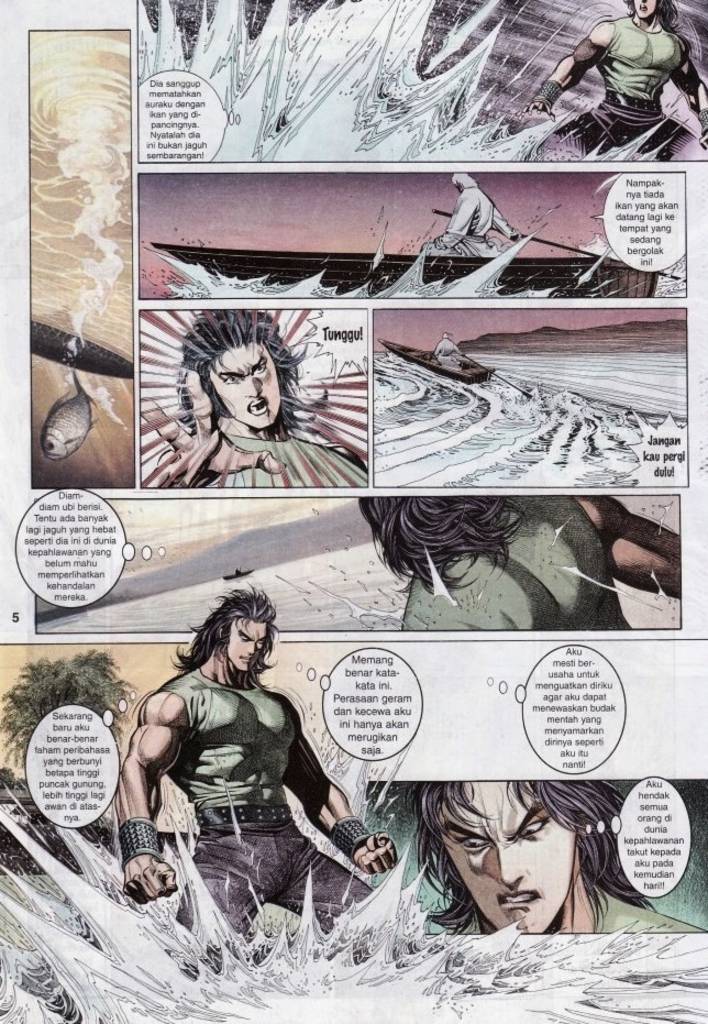 Dia sanggup
mematahkan
auraku dengan
ikan yang di-
pancingnya.
Nyatalah dia
ini bukan jaguh
sembarangan!
Nampak-
nya tiada
ikan yang akan
datang lagi ke
tempat yang
sedang
bergolak
ini!
Tunggu!
Jangan
kau pergi
dulu!
Diam-
diam ubi berisi.
Tentu ada banyak
lagi jaguh yang hebat
seperti dia ini di dunia
kepahlawanan yang
belum mahu
memperlihatkan
kehandalan
mereka.
5
Sekarang
baru aku
benar-benar
faham peribahasa
yang berbunyi
betapa tinggi
puncak gunung,
lebih tinggi lagi
awan di atas-
nya.
Memang
benar kata-
kata ini.
Perasaan geram
dan kecewa aku
ini hanya akan
merugikan
saja.
Aku
mesti ber-
usaha untuk
menguatkan diriku
agar aku dapat
menewaskan budak
mentah yang
menyamarkan
dirinya seperti
aku itu
nanti!
Aku
hendak
semua
orang di
dunia
kepahlawanan
takut kepada
aku pada
kemudian
hari!!